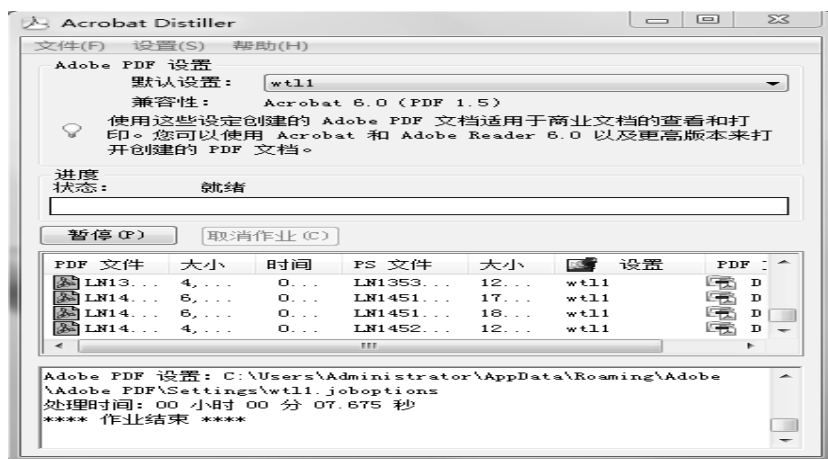 Acrobat Distiller
文件(F) 设置(S) 帮助(H)
Adobe PDF 设置
默认设置: wtl1
兼容性: Acrobat 6.0 (PDF 1.5)
使用这些设定创建的 Adobe PDF 文档适用于商业文档的查看和打
印。您可以使用 Acrobat 和 Adobe Reader 6.0 以及更高版本来打
开创建的 PDF 文档。
进度
状态: 就绪
暂停(P) 取消作业(C)
PDF 文件 大小 时间 PS 文件 大小 设置 PDF
LN13... 4,... 0... LN1353... 12... wtl1 D
LN14... 6,... 0... LN1451... 17... wtl1 D
LN14... 6,... 0... LN1451... 18... wtl1 D
LN14... 4,... 0... LN1452... 12... wtl1 D
Adobe PDF 设置: C:\Users\Administrator\AppData\Roaming\Adobe
\Adobe PDF\Settings\wtl1.joboptions
处理时间: 00 小时 00 分 07.675 秒
**** 作业结束 ****